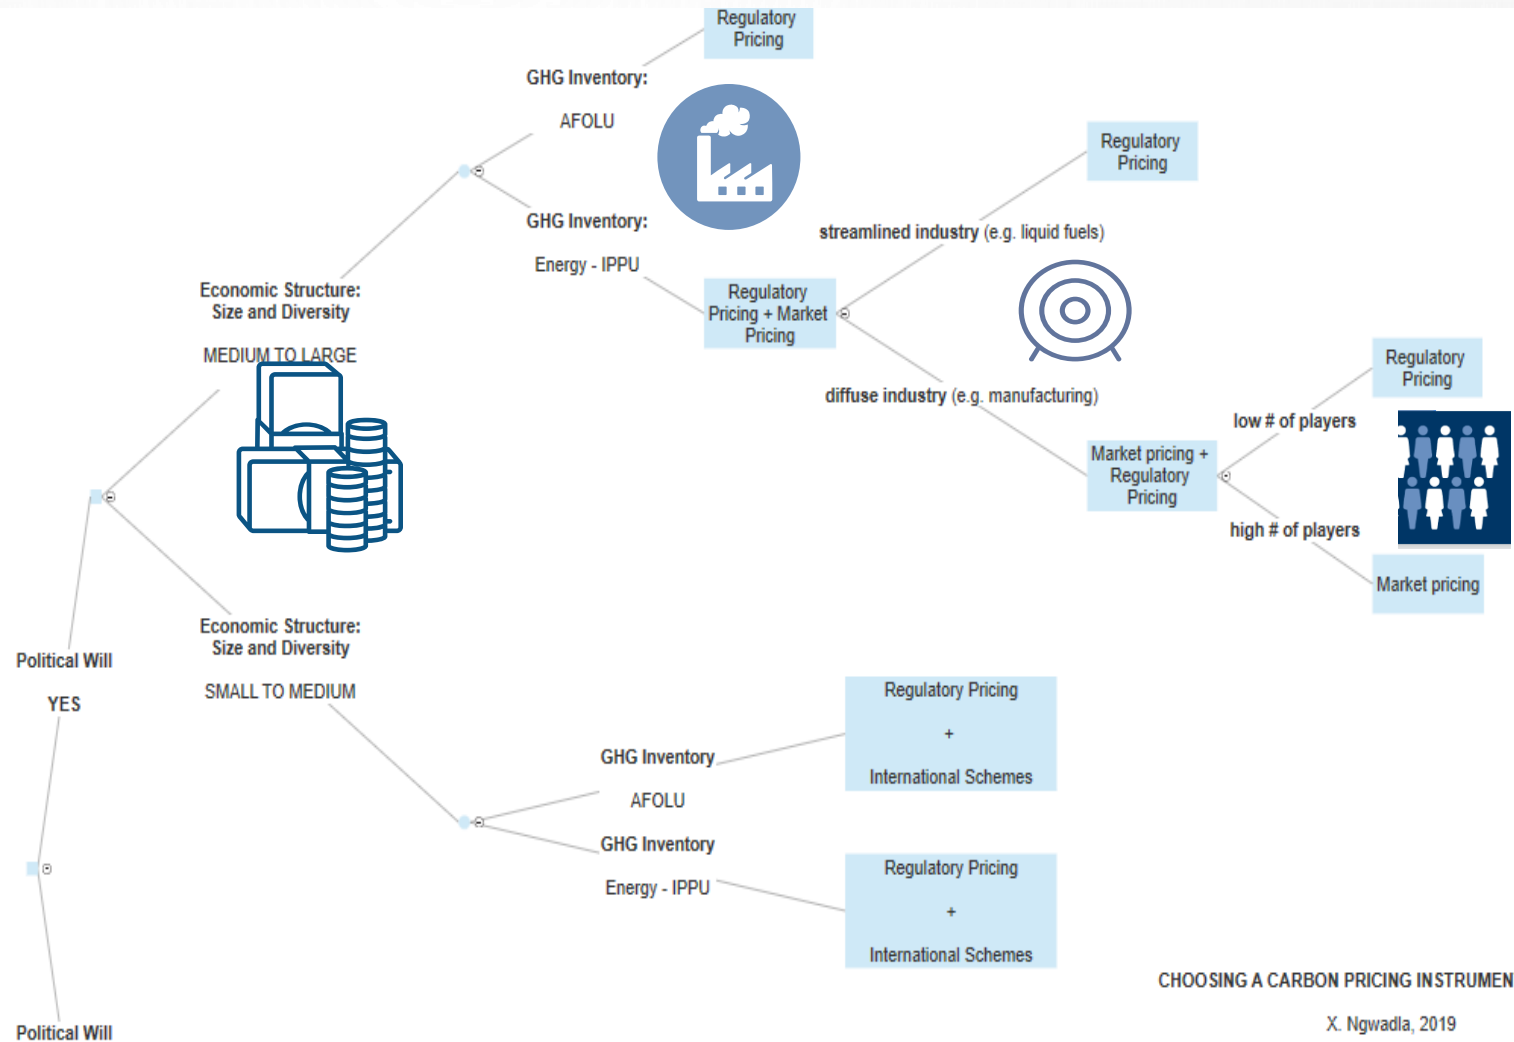 Regulatory
Pricing
GHG Inventory:
AFOLU
GHG Inventory:
Energy - IPPU
Regulatory
Pricing
streamlined industry (e.g. liquid fuels)
Economic Structure:
Size and Diversity
MEDIUM TO LARGE
Regulatory
Pricing + Market
Pricing
diffuse industry (e.g. manufacturing)
Regulatory
Pricing
low # of players
Market pricing +
Regulatory
Pricing
high # of players
Market pricing
Economic Structure:
Size and Diversity
SMALL TO MEDIUM
Political Will
YES
Regulatory Pricing
+
International Schemes
GHG Inventory
AFOLU
GHG Inventory
Energy - IPPU
Regulatory Pricing
+
International Schemes
CHOOSING A CARBON PRICING INSTRUMEN
X. Ngwadla, 2019
Political Will